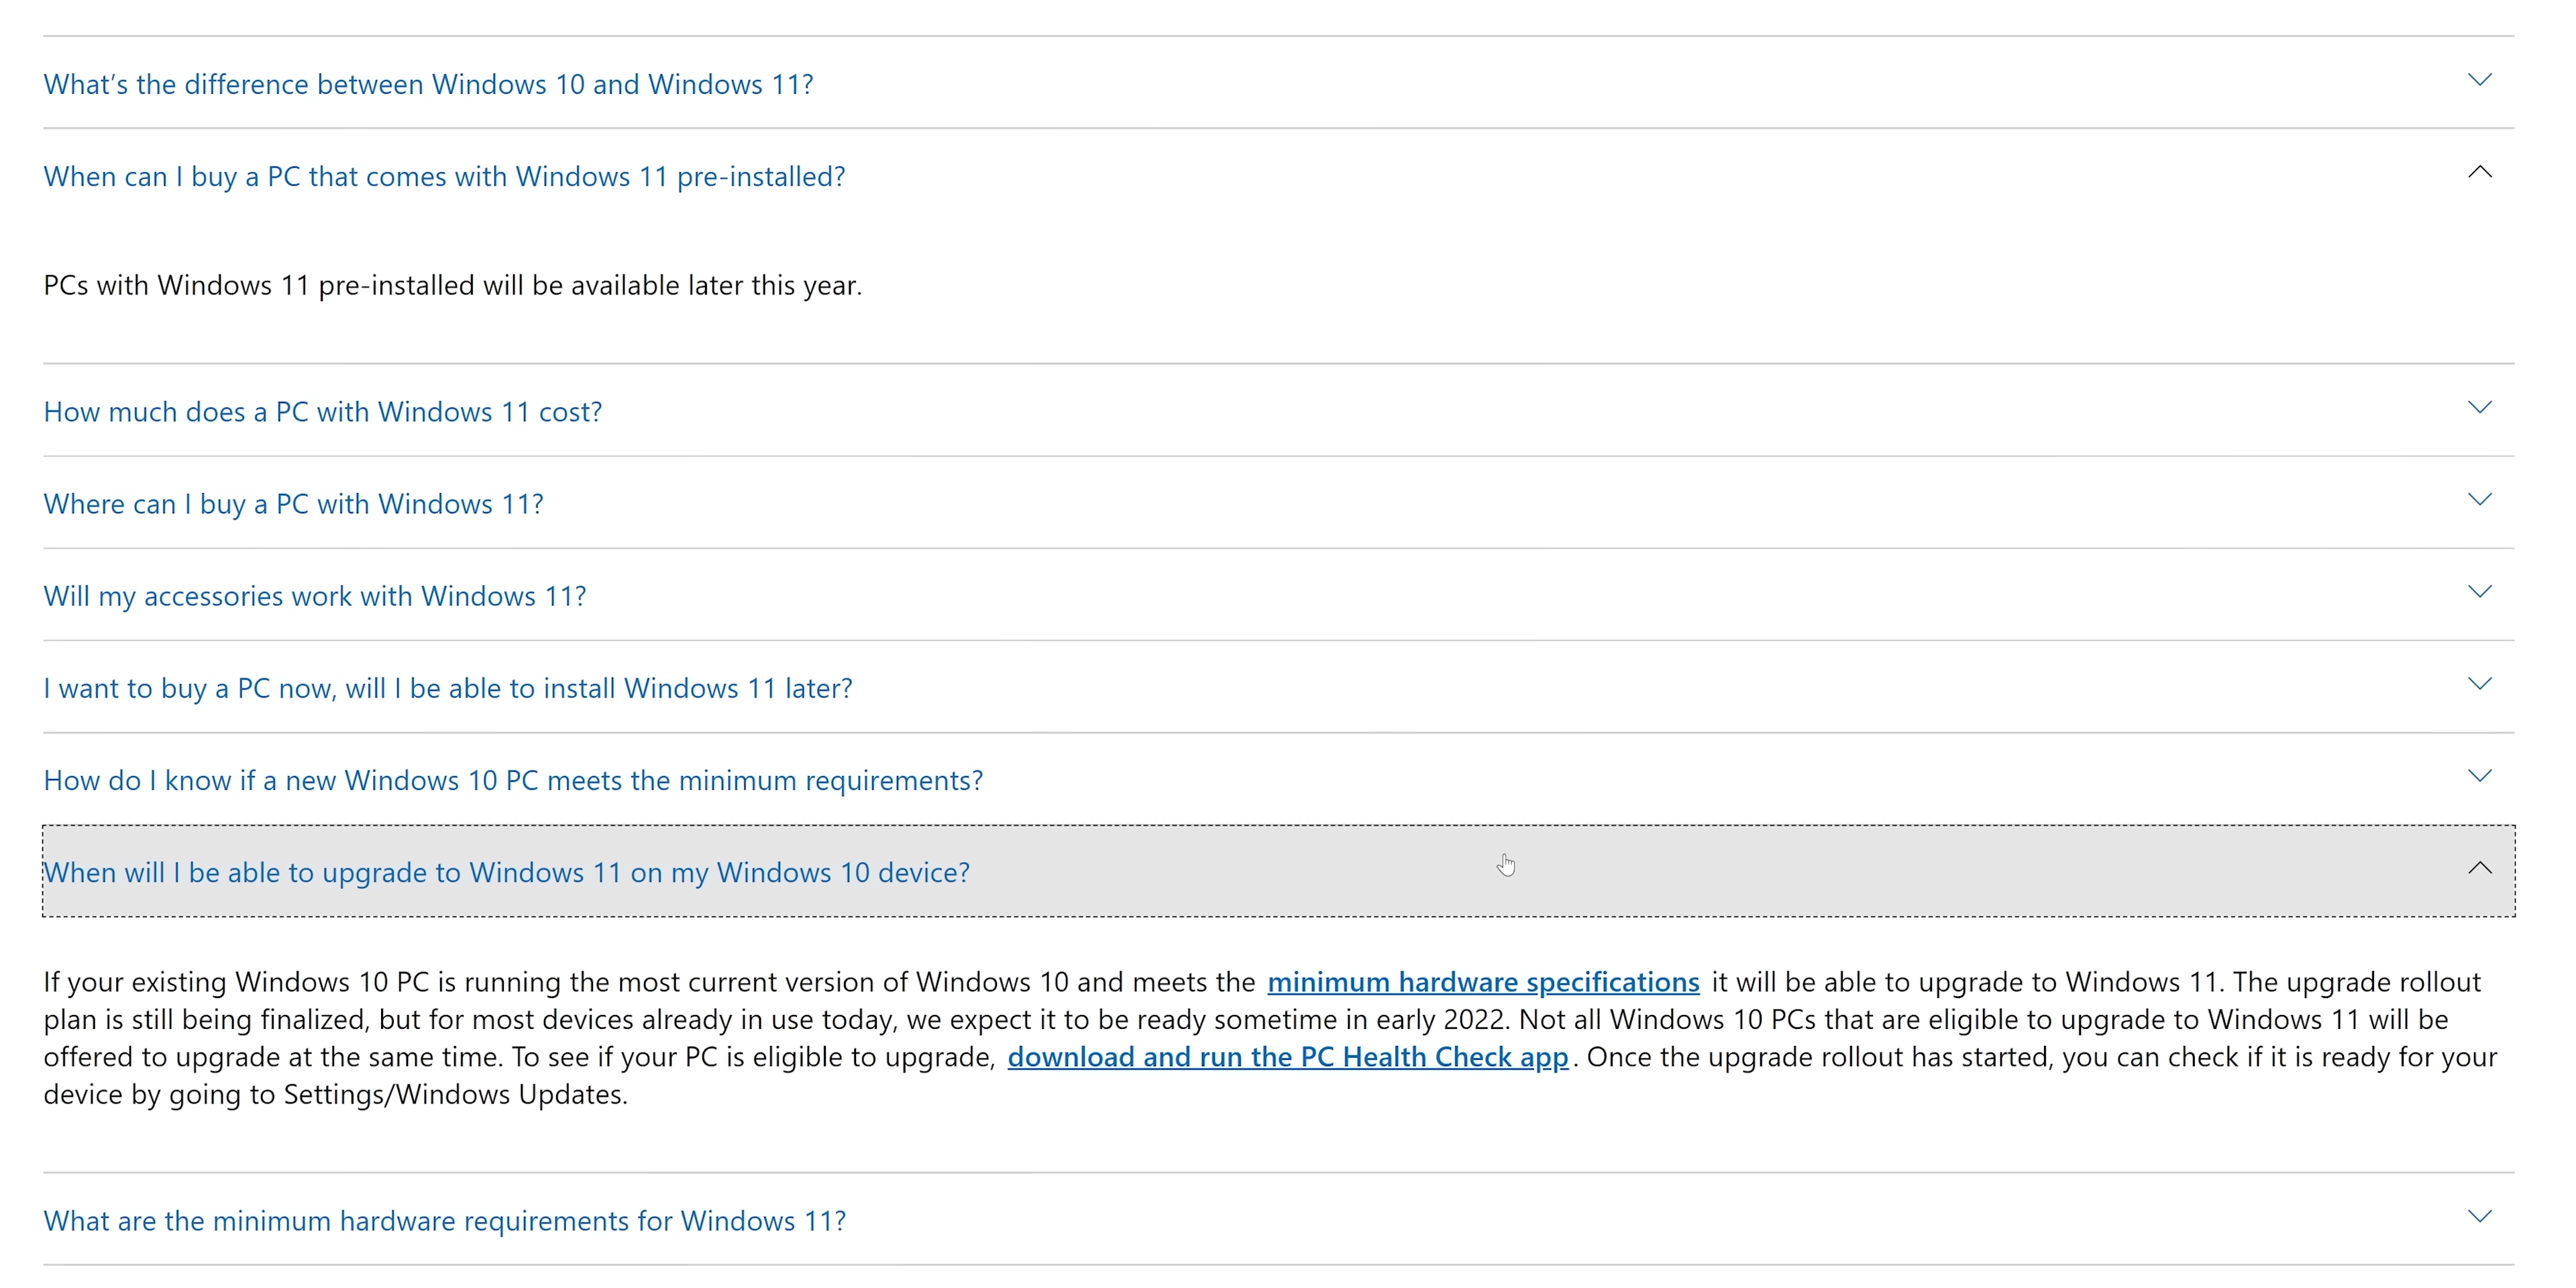 What’s the difference between Windows 10 and Windows 11?
When can I buy a PC that comes with Windows 11 pre-installed?
PCs with Windows 11 pre-installed will be available later this year.
How much does a PC with Windows 11 cost?
Where can I buy a PC with Windows 11?
Will my accessories work with Windows 11?
I want to buy a PC now, will I be able to install Windows 11 later?
How do I know if a new Windows 10 PC meets the minimum requirements?
When will I be able to upgrade to Windows 11 on my Windows 10 device?
If your existing Windows 10 PC is running the most current version of Windows 10 and meets the minimum hardware specifications it will be able to upgrade to Windows 11. The upgrade rollout
plan is still being finalized, but for most devices already in use today, we expect it to be ready sometime in early 2022. Not all Windows 10 PCs that are eligible to upgrade to Windows 11 will be
offered to upgrade at the same time. To see if your PC is eligible to upgrade, download and run the PC Health Check app. Once the upgrade rollout has started, you can check if it is ready for your
device by going to Settings/Windows Updates.
What are the minimum hardware requirements for Windows 11?